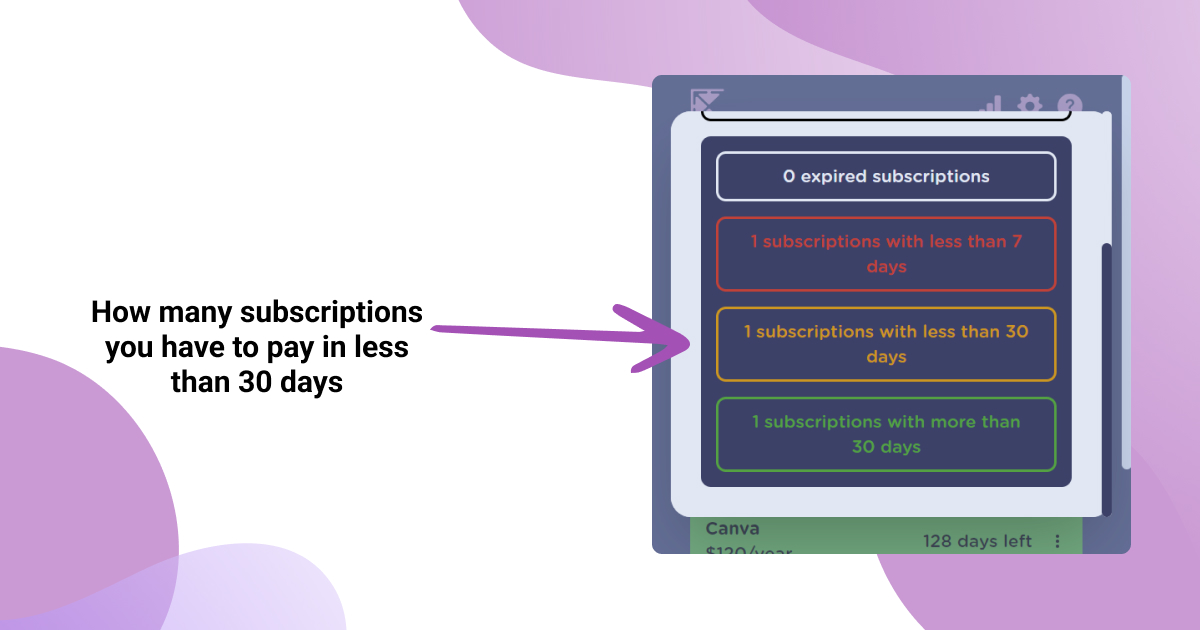 How many subscriptions
you have to pay in less
than 30 days
?
0 expired subscriptions
1 subscriptions with less than 7
days
1 subscriptions with less than 30
days
1 subscriptions with more than
30 days
Canva
128 days left
$120/year